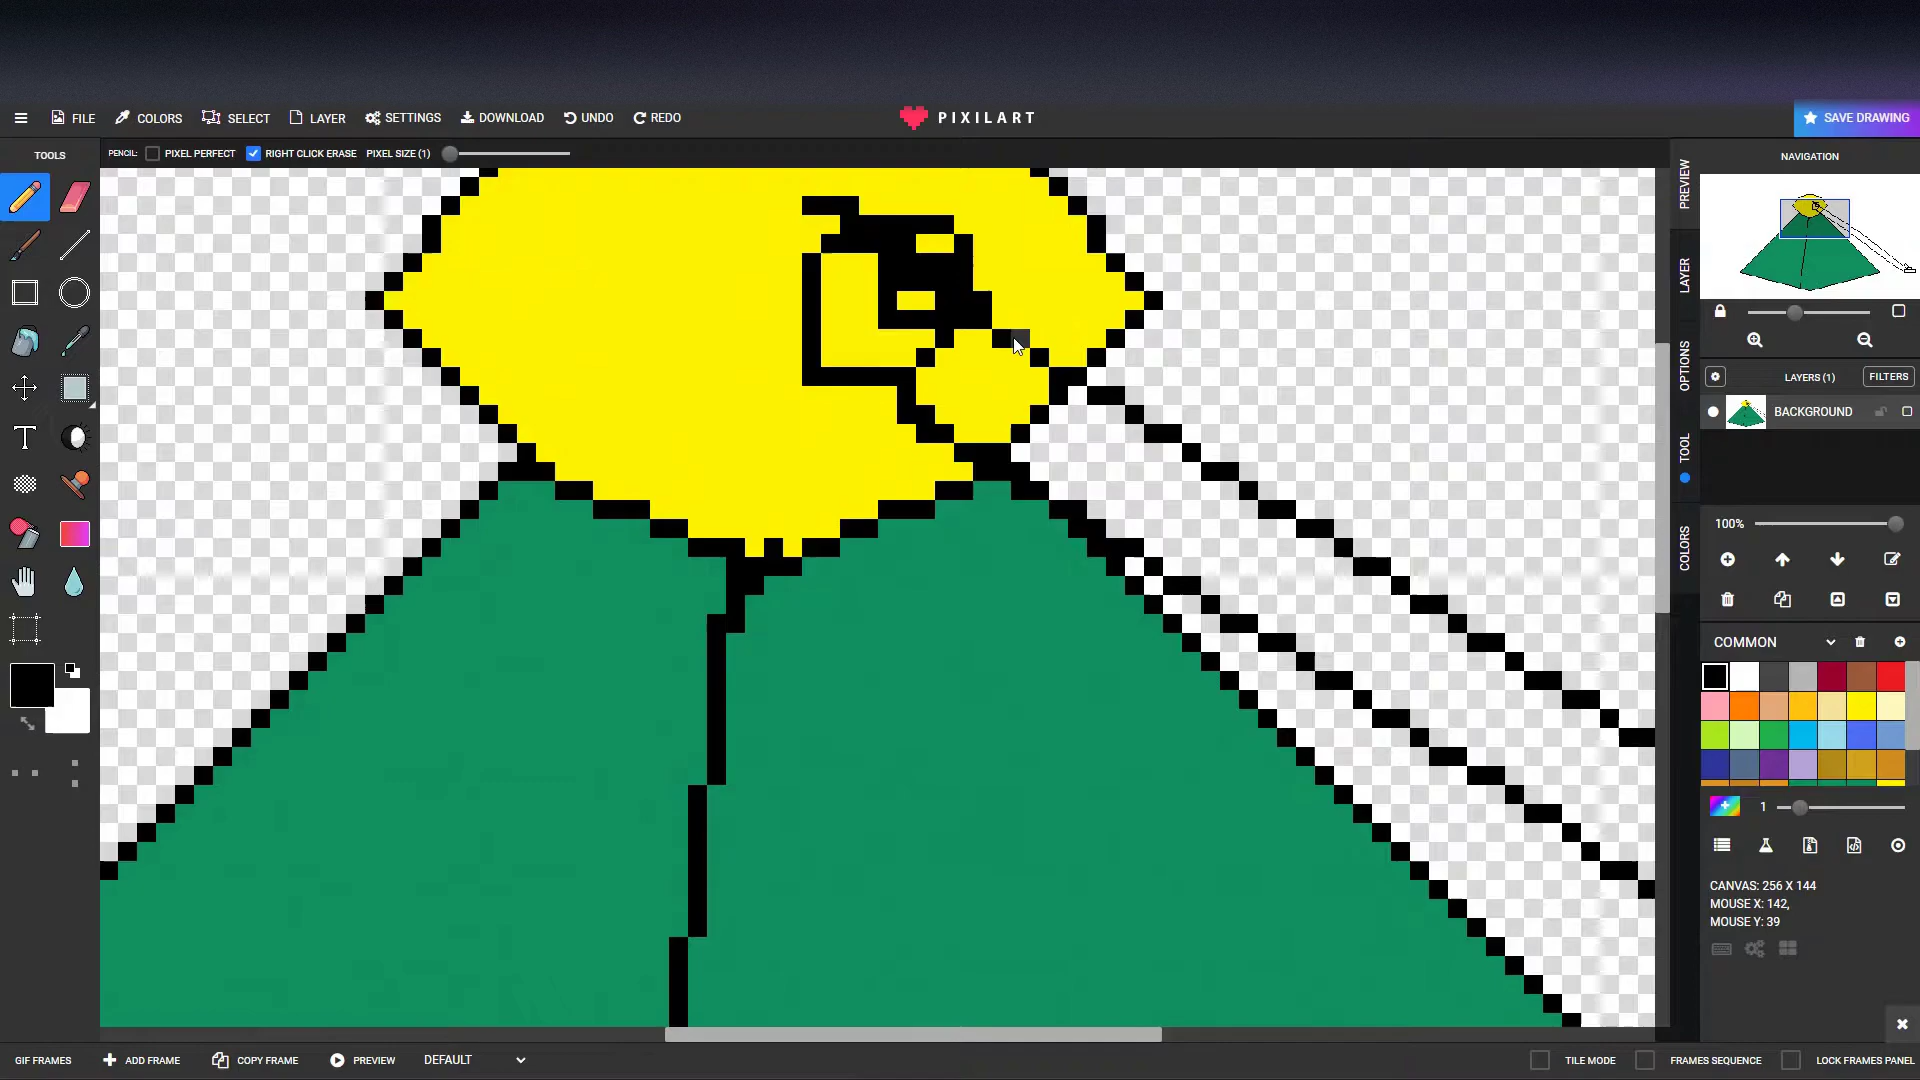 FILE COLORS SELECT LAYER SETTINGS DOWNLOAD UNDO REDO PIXILART SAVE DRAWING
TOOLS PENCIL: PIXEL PERFECT RIGHT CLICK ERASE PIXEL SIZE (1) NAVIGATION
PREVIEW
LAYER
OPTIONS
TOOL
COLORS
LAYERS (1) FILTERS
BACKGROUND
100%
COMMON
1
CANVAS: 256 X 144
MOUSE X: 142,
MOUSE Y: 39
GIF FRAMES ADD FRAME COPY FRAME PREVIEW DEFAULT TILE MODE FRAMES SEQUENCE LOCK FRAMES PANEL